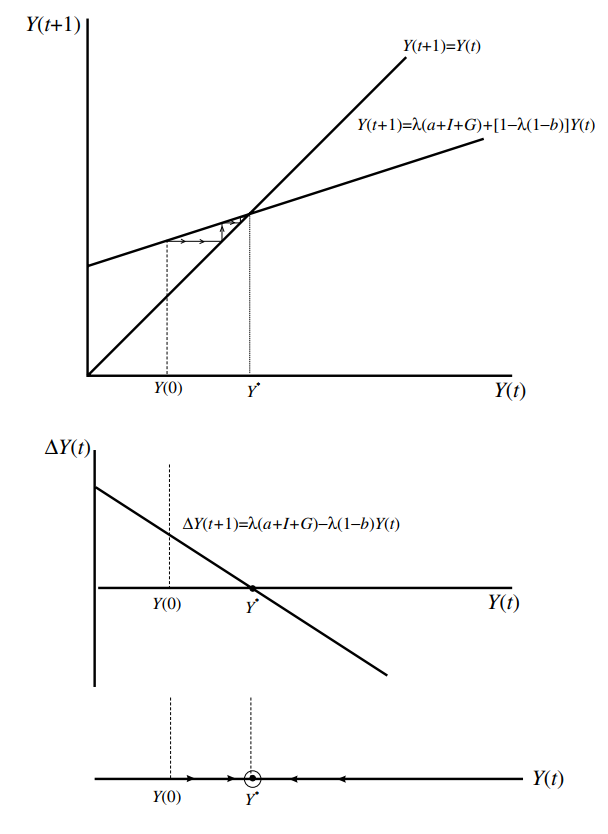 Y(t+1)
Y(t+1)=Y(t)
Y(t+1)=λ(a+I+G)+[1−λ(1−b)]Y(t)
Y(0)
Y*
Y(t)
ΔY(t)
ΔY(t+1)=λ(a+I+G)−λ(1−b)Y(t)
Y(0)
Y*
Y(t)
Y(t)
Y(0)
Y*